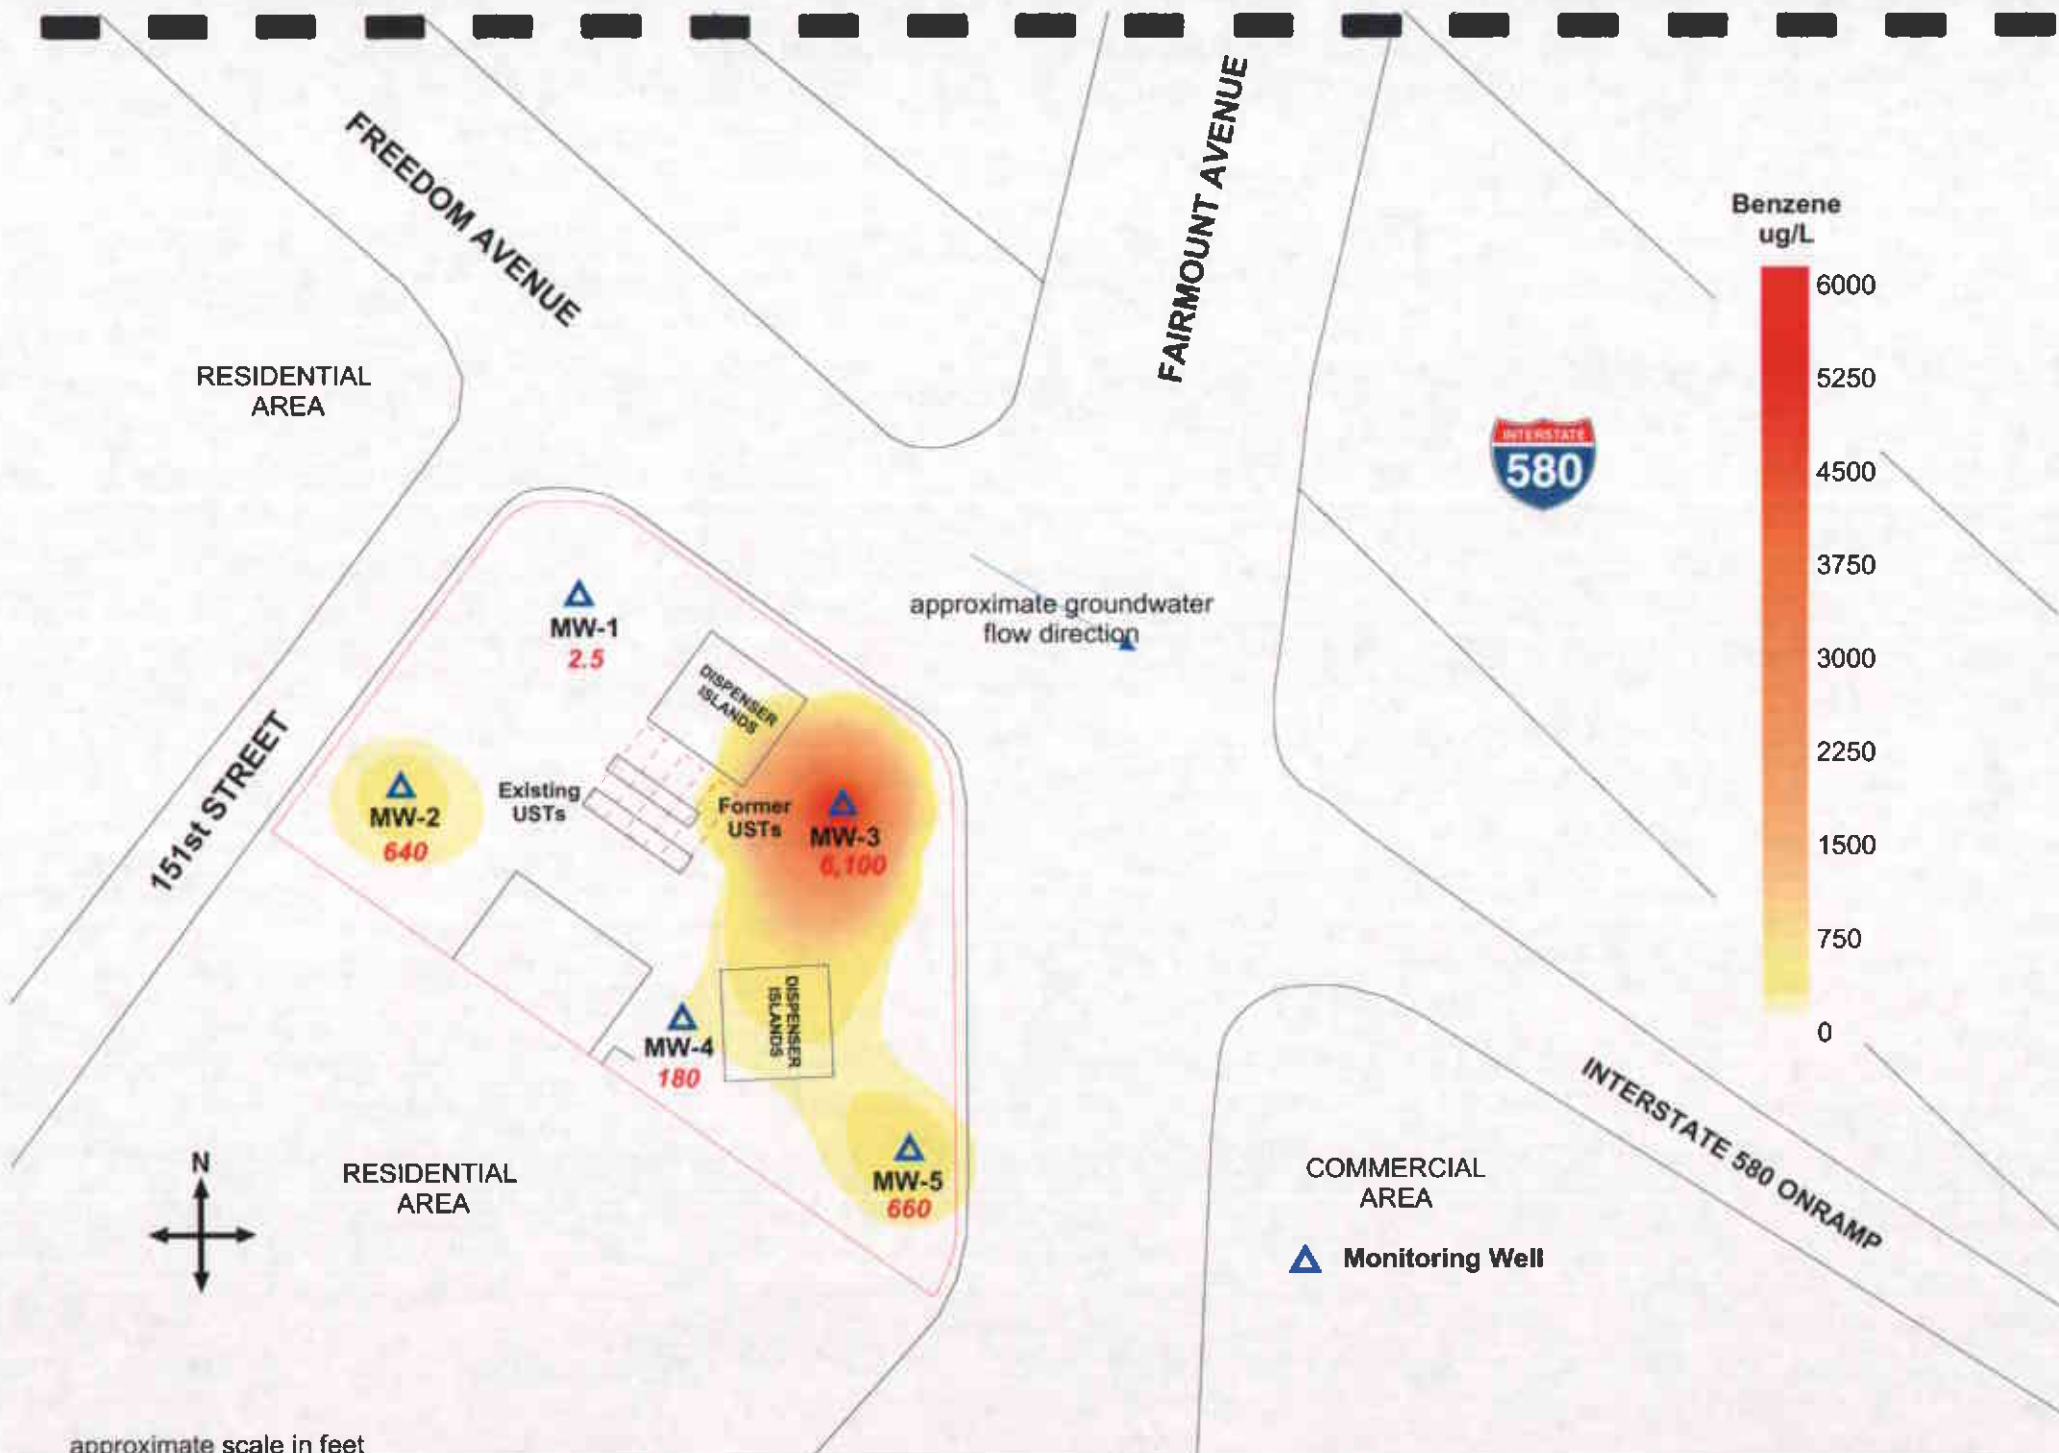 FREEDOM AVENUE
FAIRMOUNT AVENUE
Benzene
ug/L
6000
5250
4500
3750
3000
2250
1500
750
0
RESIDENTIAL
AREA
INTERSTATE
580
approximate groundwater
flow direction
MW-1
2.5
DISPENSER
ISLANDS
151st STREET
MW-2
640
Existing
USTs
Former
USTs
MW-3
6,100
DISPENSER
ISLANDS
MW-4
180
MW-5
660
INTERSTATE 580 ONRAMP
N
RESIDENTIAL
AREA
COMMERCIAL
AREA
Monitoring Well
approximate scale in feet